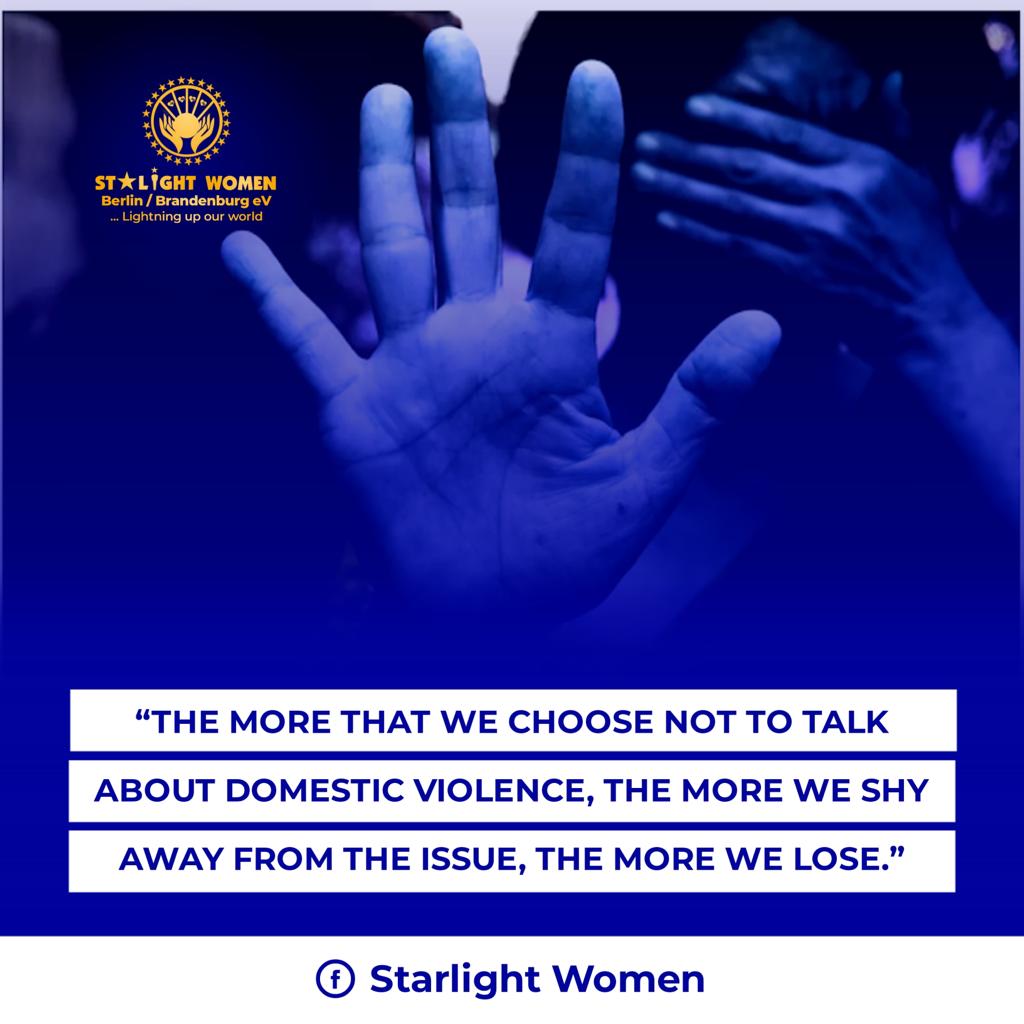 ST★LIGHT WOMEN
Berlin / Brandenburg eV
... Lightning up our world
“THE MORE THAT WE CHOOSE NOT TO TALK
ABOUT DOMESTIC VIOLENCE, THE MORE WE SHY
AWAY FROM THE ISSUE, THE MORE WE LOSE.”
Starlight Women